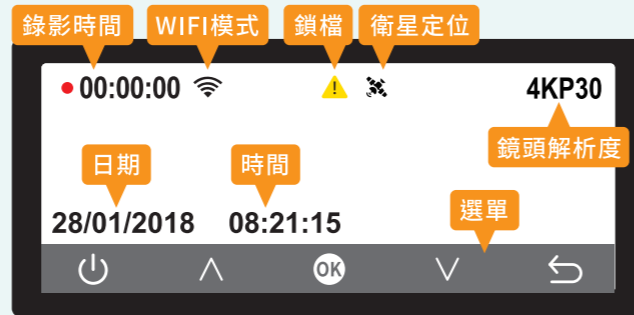 錄影時間 WIFI模式 鎖檔 衛星定位
00:00:00 4KP30
鏡頭解析度
日期 時間
選單
28/01/2018 08:21:15
OK